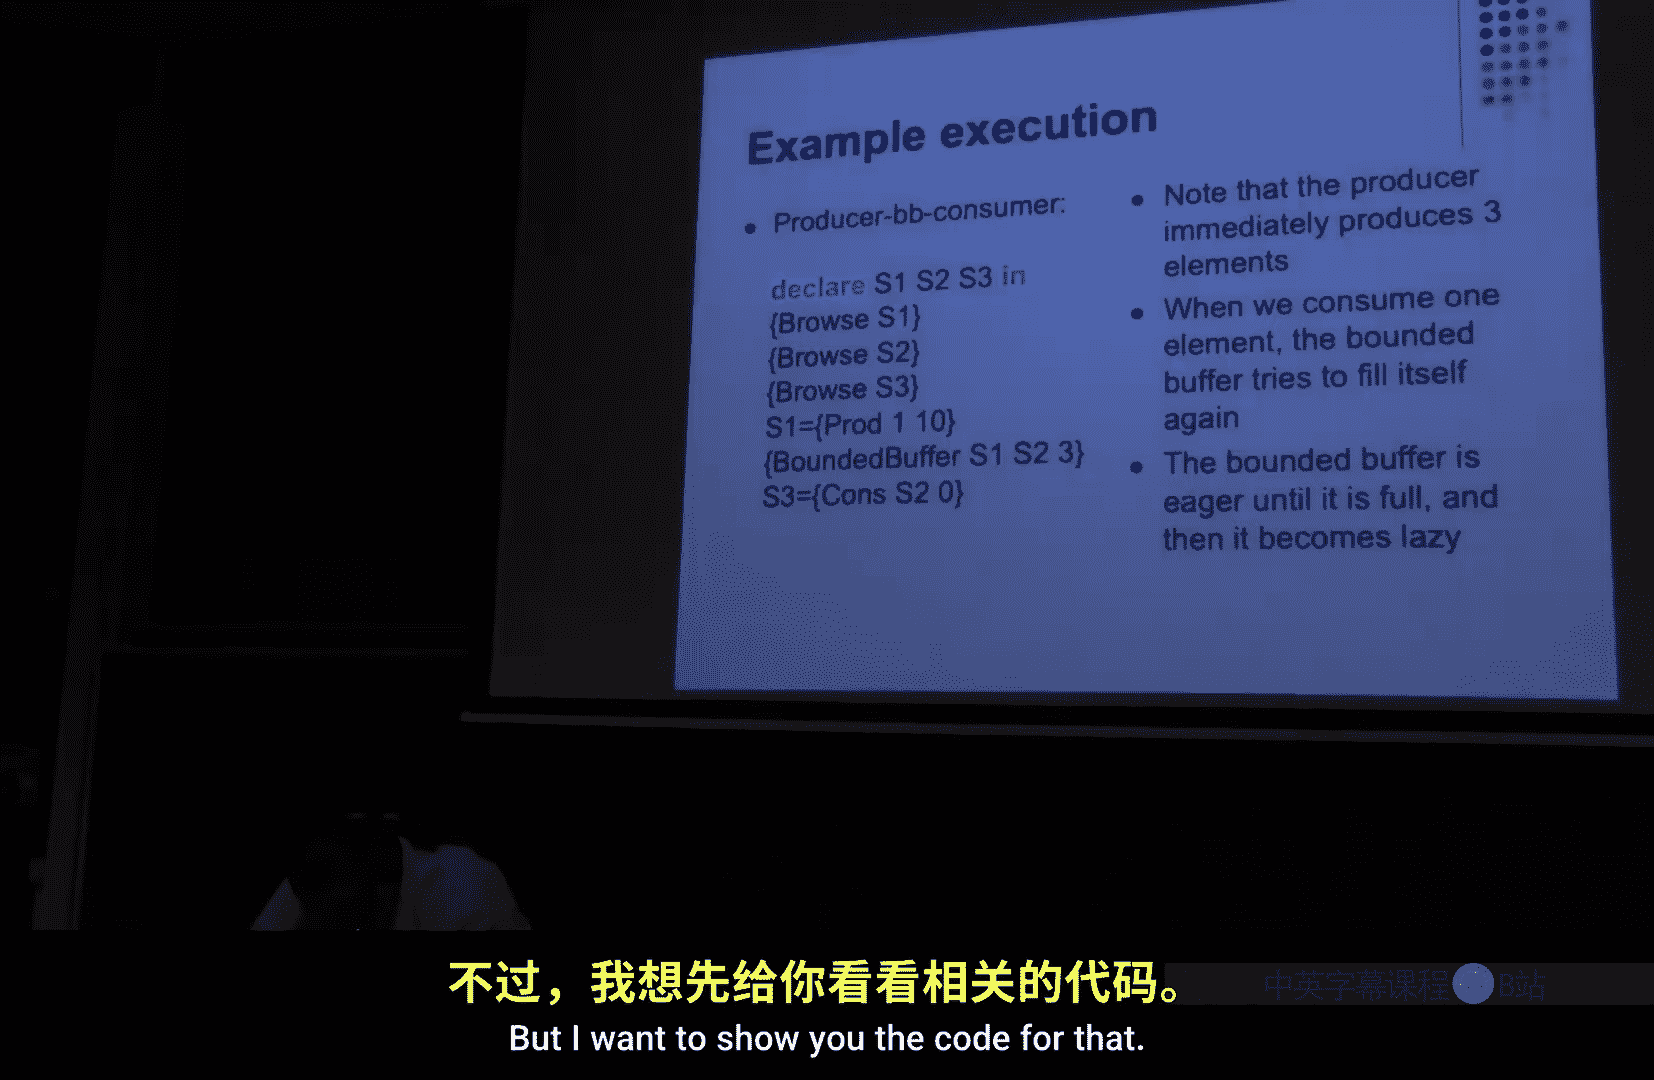 Example execution
Producer-bb-consumer:
declare S1 S2 S3 in
{Browse S1}
{Browse S2}
{Browse S3}
S1={Prod 1 10}
{BoundedBuffer S1 S2 3}
S3={Cons S2 0}
Note that the producer
immediately produces 3
elements
When we consume one
element, the bounded
buffer tries to fill itself
again
The bounded buffer is
eager until it is full, and
then it becomes lazy
不过，我想先给你看看相关的代码。
中英字幕课程 B站
But I want to show you the code for that.